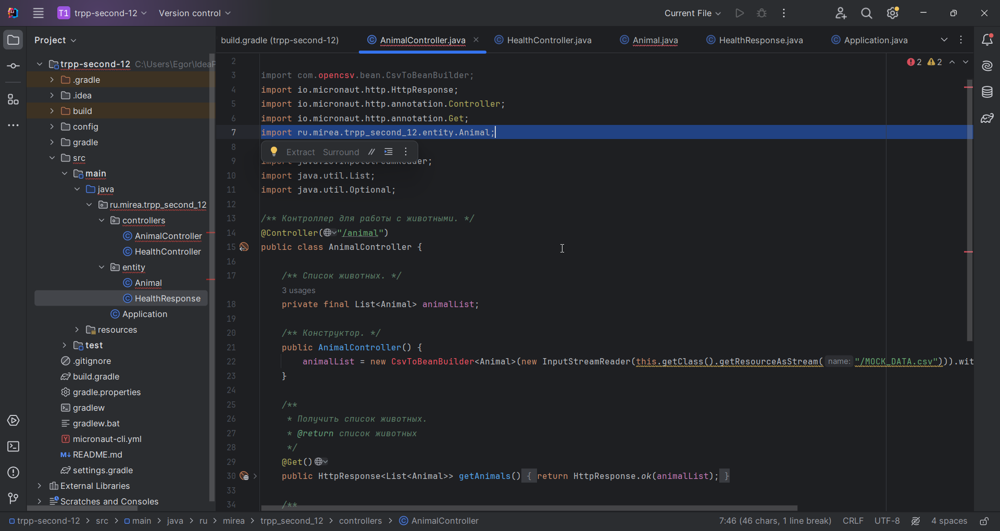 T1 trpp-second-12 Version control Current File
Project
build.gradle (trpp-second-12) AnimalController.java HealthController.java Animal.java HealthResponse.java Application.java
trpp-second-12 C:\Users\Egor\IdeaP
.gradle
.idea
build
config
gradle
src
main
java
ru.mirea.trpp_second_12
controllers
AnimalController
HealthController
entity
Animal
HealthResponse
Application
resources
test
.gitignore
build.gradle
gradle.properties
gradlew
gradlew.bat
micronaut-cli.yml
README.md
settings.gradle
External Libraries
Scratches and Consoles
2 2
2
3 import com.opencsv.bean.CsvToBeanBuilder;
4 import io.micronaut.http.HttpResponse;
5 import io.micronaut.http.annotation.Controller;
6 import io.micronaut.http.annotation.Get;
7 import ru.mirea.trpp_second_12.entity.Animal;
8
Extract Surround
9 import java.io.InputStreamReader;
10 import java.util.List;
11 import java.util.Optional;
12
13 /** Контроллер для работы с животными. */
14 @Controller("/animal")
15 public class AnimalController {
16
17 /** Список животных. */
3 usages
18 private final List<Animal> animalList;
19
20 /** Конструктор. */
21 public AnimalController() {
22 animalList = new CsvToBeanBuilder<Animal>(new InputStreamReader(this.getClass().getResourceAsStream( name: "/MOCK_DATA.csv"))).wit
23 }
24
25 /**
26 * Получить список животных.
27 * @return список животных
28 */
29 @Get()
30 public HttpResponse<List<Animal>> getAnimals() { return HttpResponse.ok(animalList); }
33
34 /**
trpp-second-12 > src > main > java > ru > mirea > trpp_second_12 > controllers > AnimalController 7:46 (46 chars, 1 line break) CRLF UTF-8 4 spaces